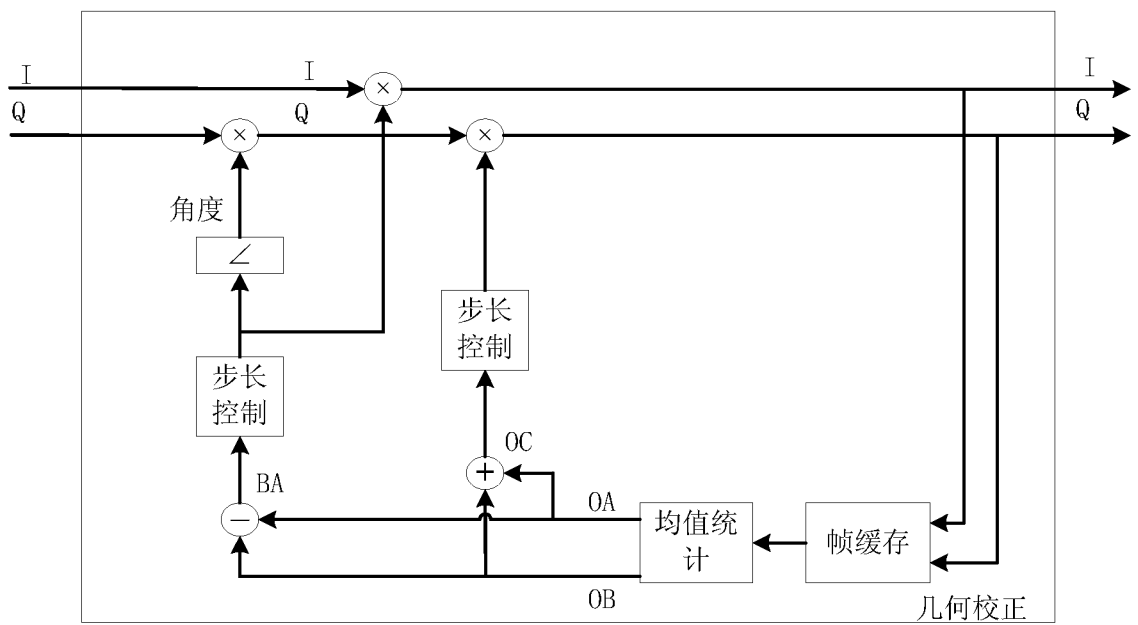 I
I
I
Q
Q
Q
×
×
×
角度
∠
步长
控制
步长
控制
OC
+
BA
OA
−
均值统
计
帧缓存
OB
几何校正